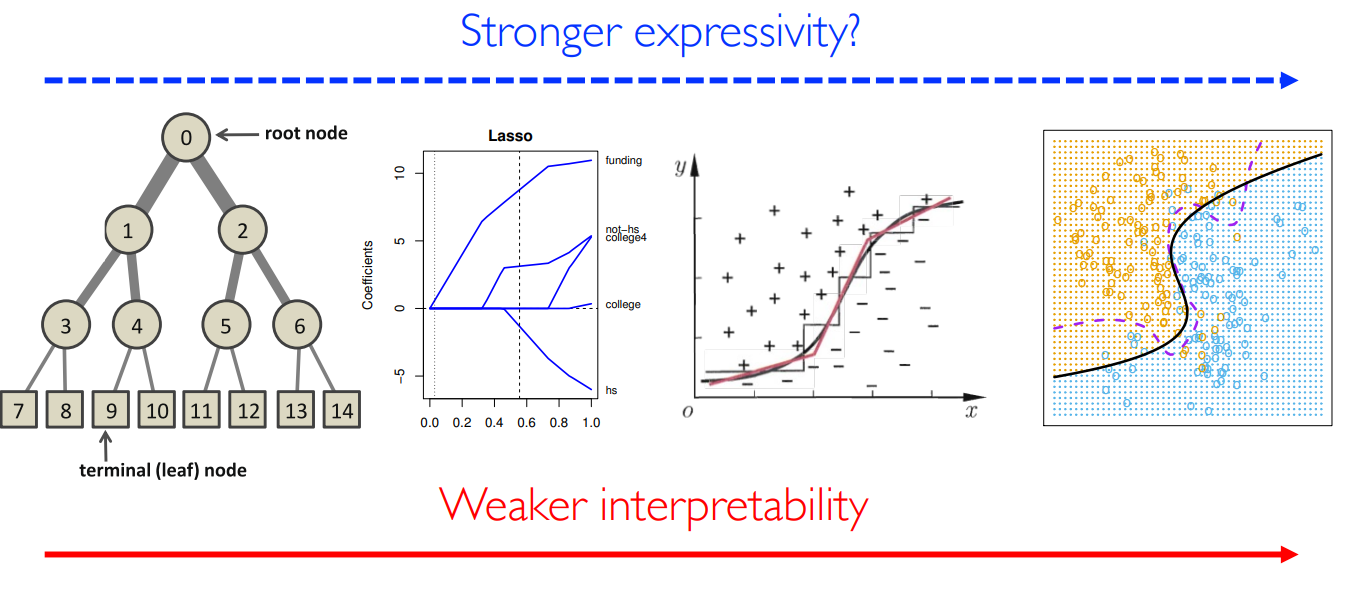 Stronger expressivity?
0
root node
1
2
3
4
5
6
7
8
9
10
11
12
13
14
terminal (leaf) node
Lasso
Coefficients
10
5
0
−5
0.0 0.2 0.4 0.6 0.8 1.0
funding
not−hs
college4
college
hs
y
o
x
Weaker interpretability